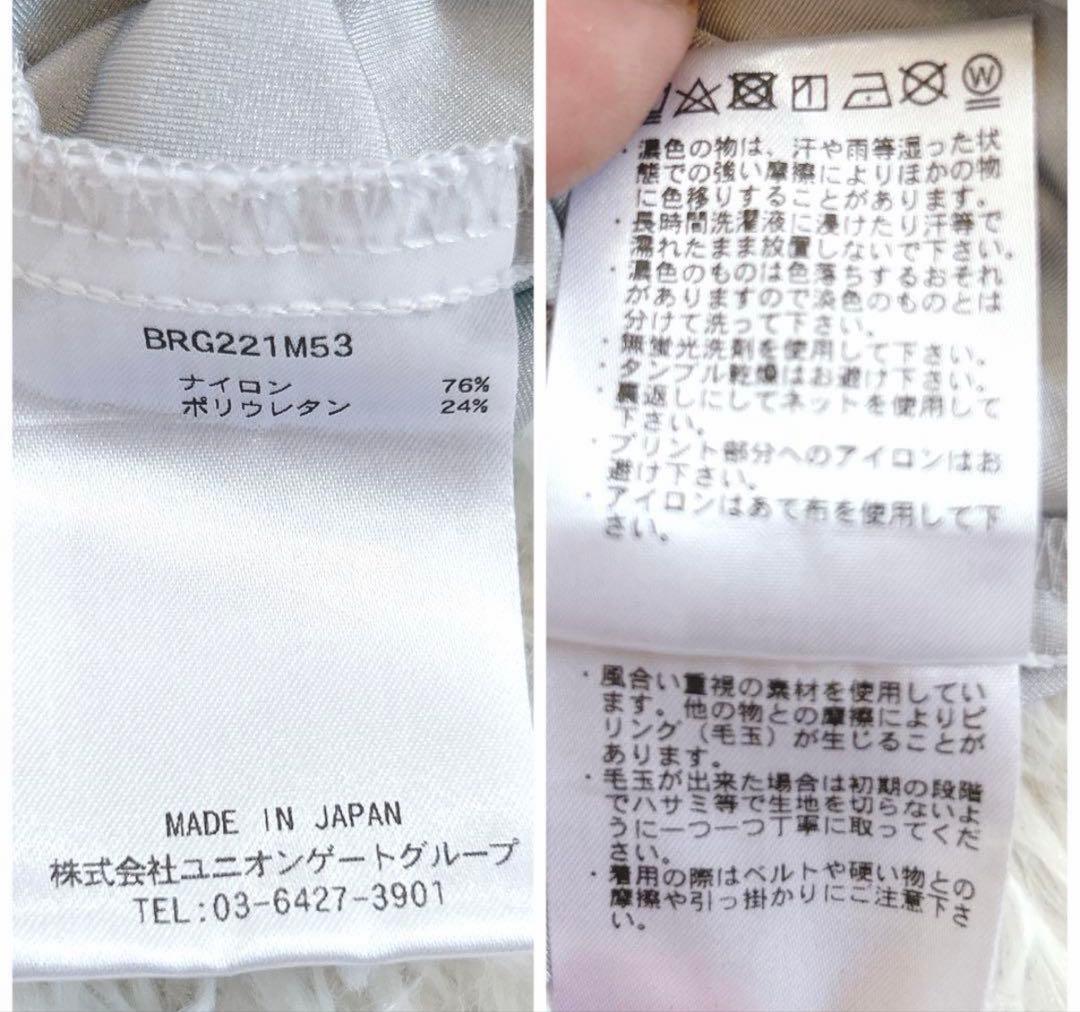 BRG221M53
ナイロン 76%
ポリウレタン 24%
MADE IN JAPAN
株式会社ユニオンゲートグループ
TEL:03-6427-3901
W
・濃色の物は、汗や雨等湿った状
態での強い摩擦によりほかの物
に色移りすることがあります。
・長時間洗濯液に浸けたり汗等で
濡れたまま放置しないで下さい。
・濃色のものは色落ちするおそれ
がありますので淡色のものとは
分けて洗って下さい。
・無蛍光洗剤を使用して下さい。
・タンブル乾燥はお避け下さい。
・裏返しにしてネットを使用して
下さい。
・プリント部分へのアイロンはお
避け下さい。
・アイロンはあて布を使用して下
さい。
・風合い重視の素材を使用してい
ます。他の物との摩擦によりピ
リング（毛玉）が生じることが
あります。
・毛玉が出来た場合は初期の段階
でハサミ等で生地を切らないよ
うに一つ一つ丁寧に取ってくだ
さい。
・着用の際はベルトや硬い物との
摩擦や引っ掛かりにご注意下さ
い。